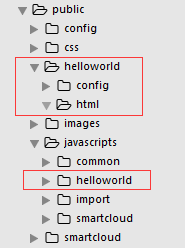 public
config
css
helloworld
config
html
images
javascripts
common
helloworld
import
smartcloud
smartcloud